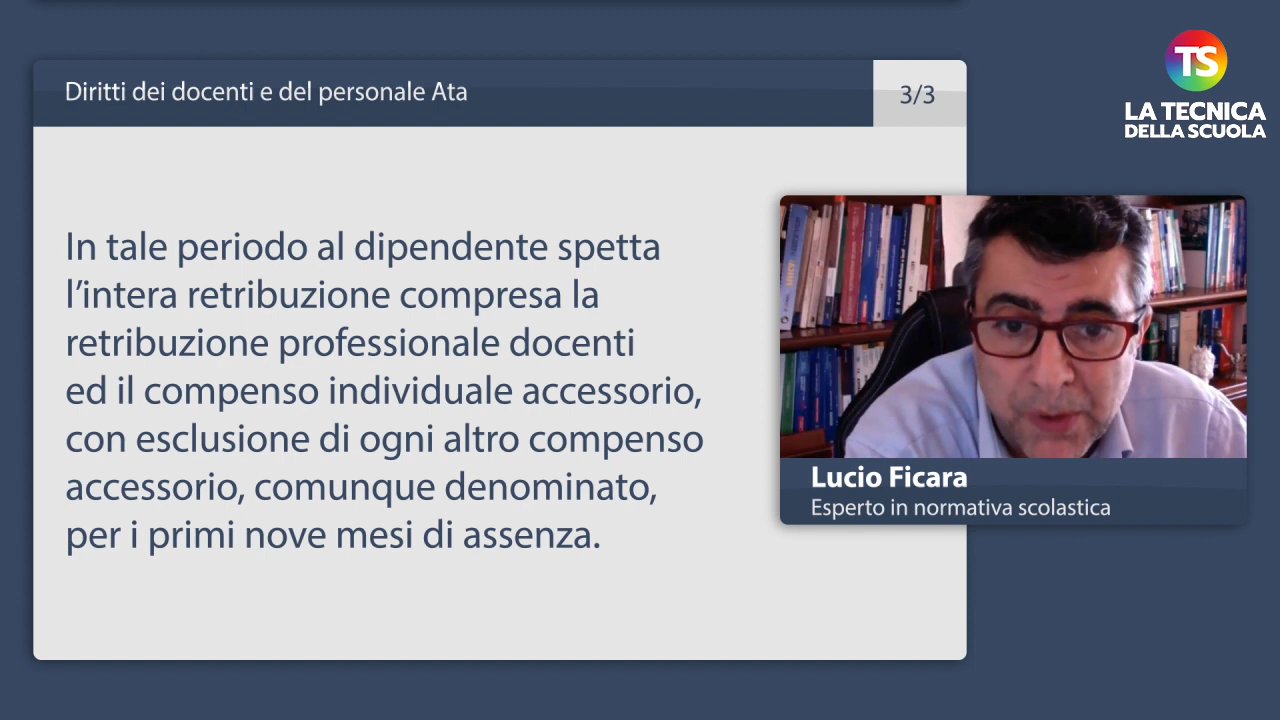 Diritti dei docenti e del personale Ata
3/3
TS
LA TECNICA
DELLA SCUOLA
In tale periodo al dipendente spetta
l’intera retribuzione compresa la
retribuzione professionale docenti
ed il compenso individuale accessorio,
con esclusione di ogni altro compenso
accessorio, comunque denominato,
per i primi nove mesi di assenza.
Lucio Ficara
Esperto in normativa scolastica